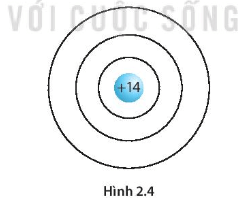 VỚI CUỘC SỐNG
+14
Hình 2.4